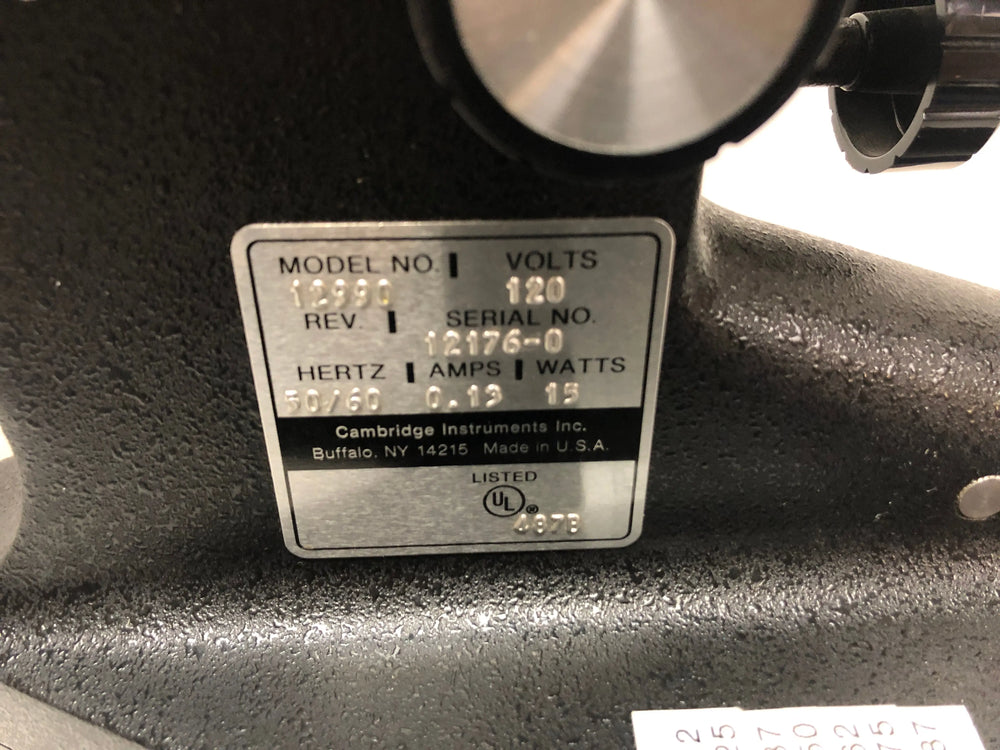 MODEL NO. VOLTS
12990 120
REV. SERIAL NO.
12176-0
HERTZ AMPS WATTS
50/60 0.13 15
Cambridge Instruments Inc.
Buffalo, NY 14215 Made in U.S.A.
LISTED
UL®
487B